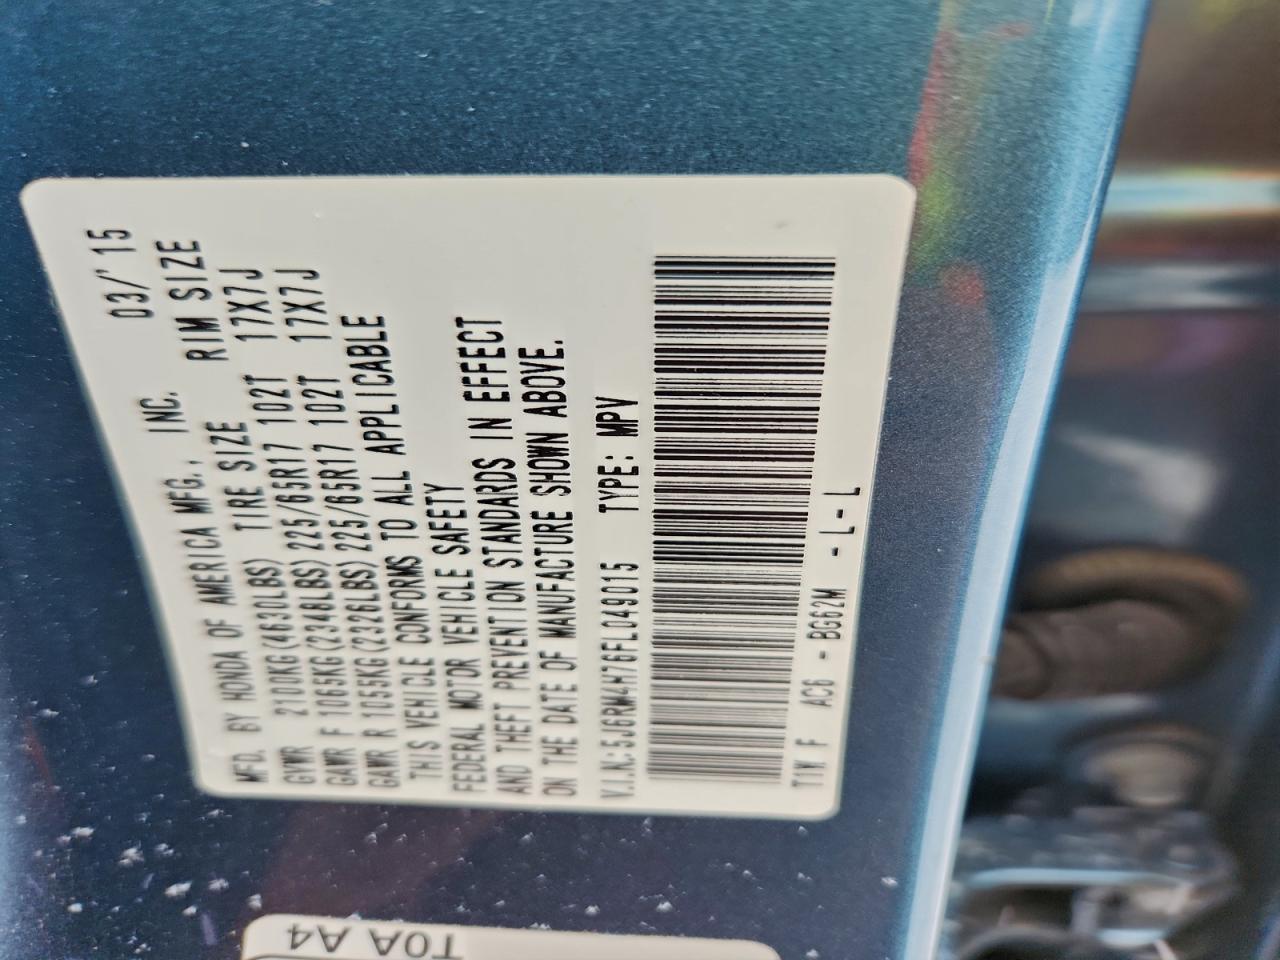 MFD. BY HONDA OF AMERICA MFG., INC. 03/'15
GVWR 2100KG(4630LBS) TIRE SIZE RIM SIZE
GAWR F 1065KG(2348LBS) 225/65R17 102T 17X7J
GAWR R 1055KG(2326LBS) 225/65R17 102T 17X7J
THIS VEHICLE CONFORMS TO ALL APPLICABLE
FEDERAL MOTOR VEHICLE SAFETY
AND THEFT PREVENTION STANDARDS IN EFFECT
ON THE DATE OF MANUFACTURE SHOWN ABOVE.
V.I.N:5J6RM4H76FL049015 TYPE: MPV
T1W F AC6 - BG62M - L - L
T0A A4